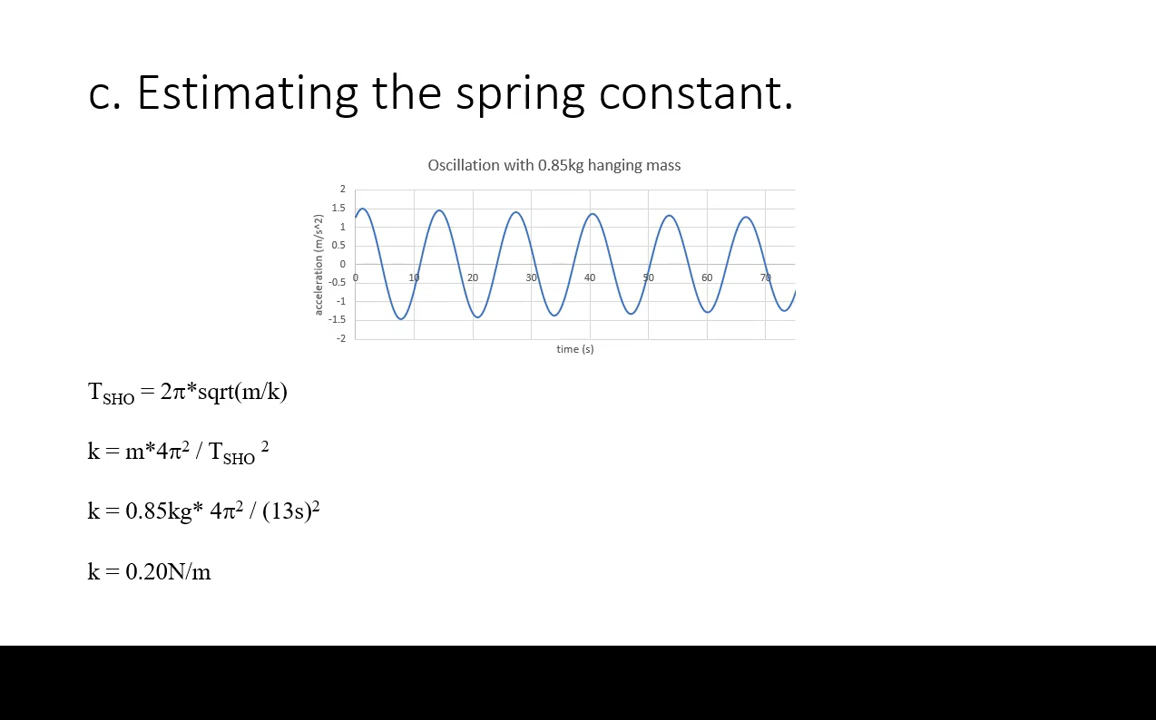 c. Estimating the spring constant.
Oscillation with 0.85kg hanging mass
2
1.5
1
0.5
0
-0.5
-1
-1.5
-2
acceleration (m/s^2)
0 10 20 30 40 50 60 70
time (s)
T_SHO = 2π*sqrt(m/k)
k = m*4π² / T_SHO ²
k = 0.85kg* 4π² / (13s)²
k = 0.20N/m